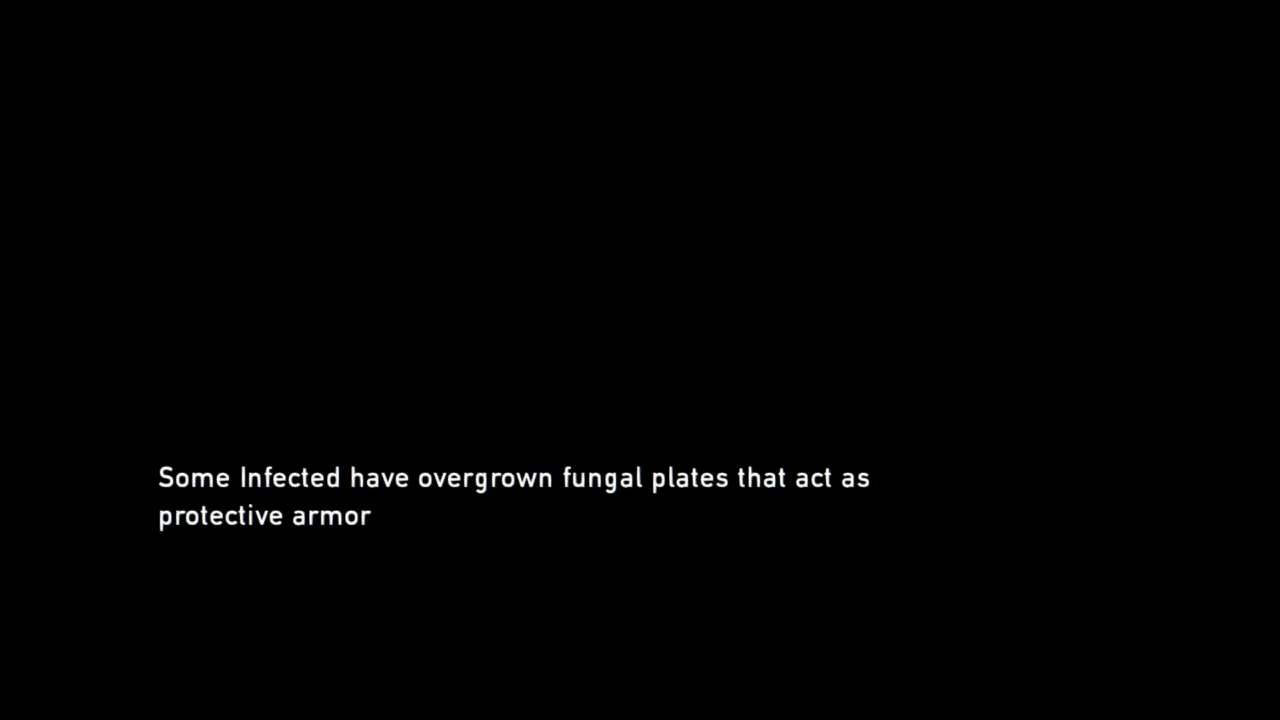 Some Infected have overgrown fungal plates that act as
protective armor